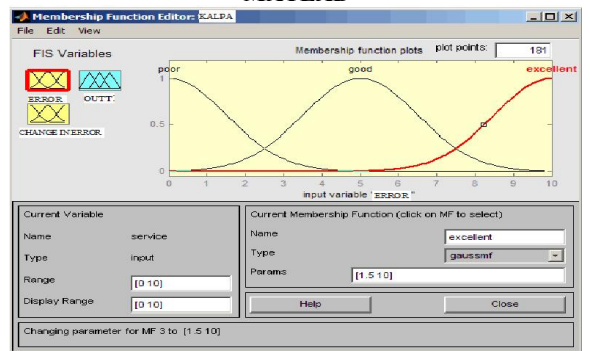 Membership Function Editor: KALPA
File Edit View
FIS Variables
Membership function plots plot points: 181
poor good excellent
ERROR OUTT.
CHANGE IN ERROR
1
0.5
0
0 1 2 3 4 5 6 7 8 9 10
input variable "ERROR"
Current Variable
Name service
Type input
Range [0 10]
Display Range [0 10]
Current Membership Function (click on MF to select)
Name excellent
Type gaussmf
Params [1.5 10]
Help Close
Changing parameter for MF 3 to [1.5 10]